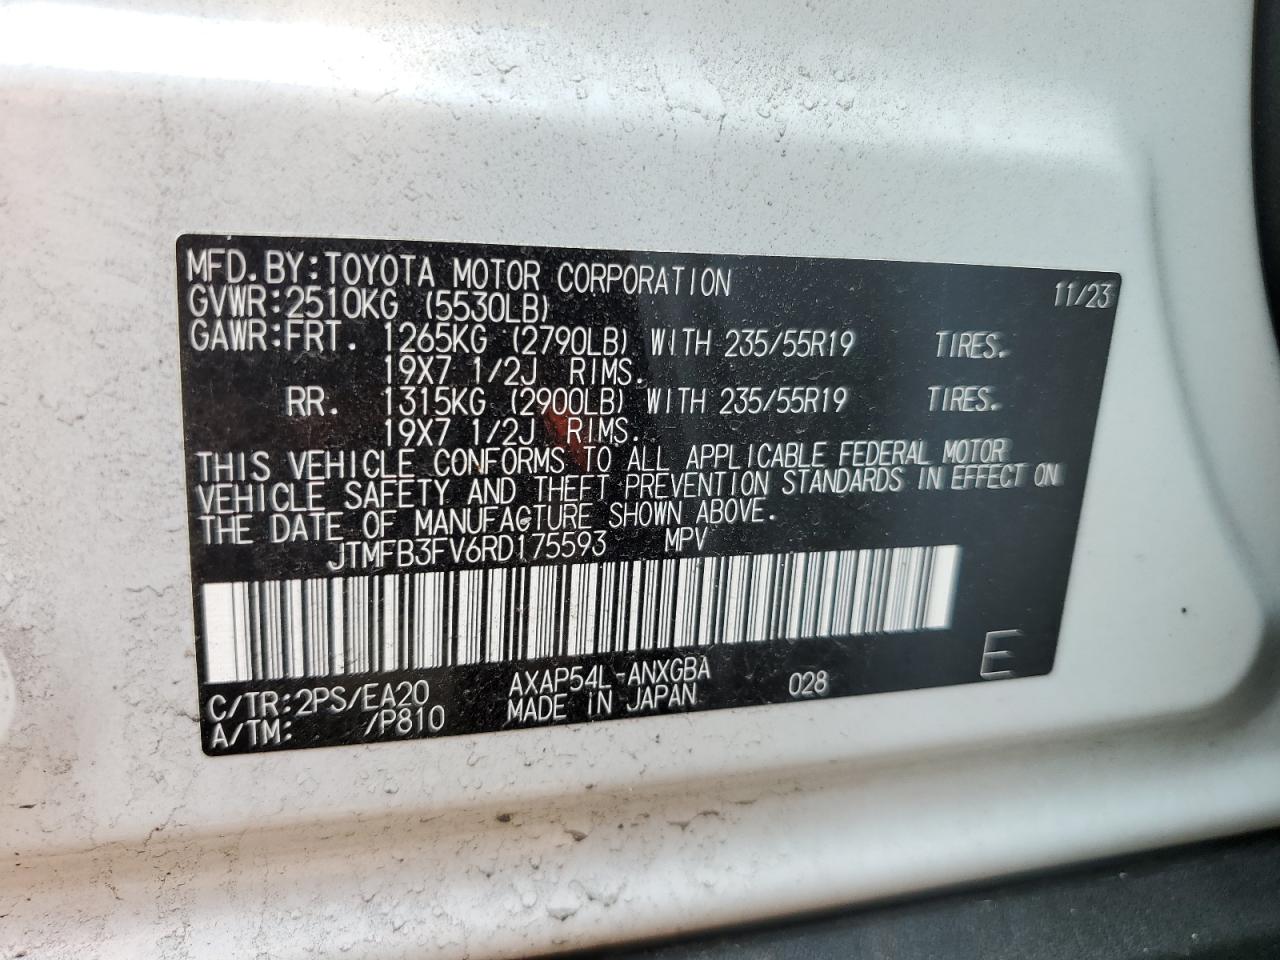 MFD.BY:TOYOTA MOTOR CORPORATION 11/23
GVWR:2510KG (5530LB)
GAWR:FRT. 1265KG (2790LB) WITH 235/55R19 TIRES.
19X7 1/2J RIMS.
RR. 1315KG (2900LB) WITH 235/55R19 TIRES.
19X7 1/2J RIMS.
THIS VEHICLE CONFORMS TO ALL APPLICABLE FEDERAL MOTOR
VEHICLE SAFETY AND THEFT PREVENTION STANDARDS IN EFFECT ON
THE DATE OF MANUFACTURE SHOWN ABOVE.
JTMFB3FV6RD175593 MPV
C/TR:2PS/EA20 AXAP54L-ANXGBA 028 E
A/TM: /P810 MADE IN JAPAN